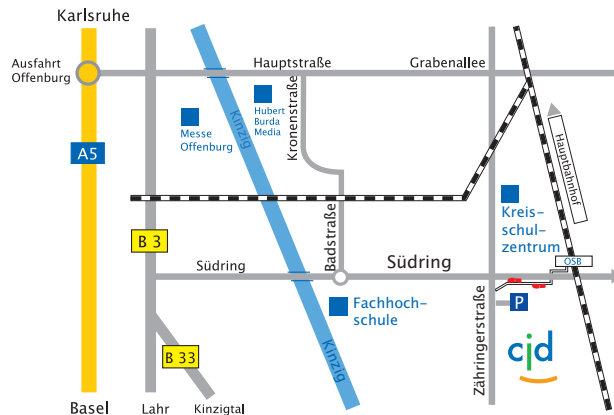 Karlsruhe
Ausfahrt
Offenburg
Hauptstraße
Grabenallee
Hubert
Burda
Media
Messe
Offenburg
Kinzig
Kronenstraße
A5
Hauptbahnhof
Kreis-
schul-
zentrum
B 3
Badstraße
Südring
Südring
OSB
Fachhoch-
schule
P
Zähringerstraße
cjd
Kinzig
B 33
Basel
Lahr
Kinzigtal